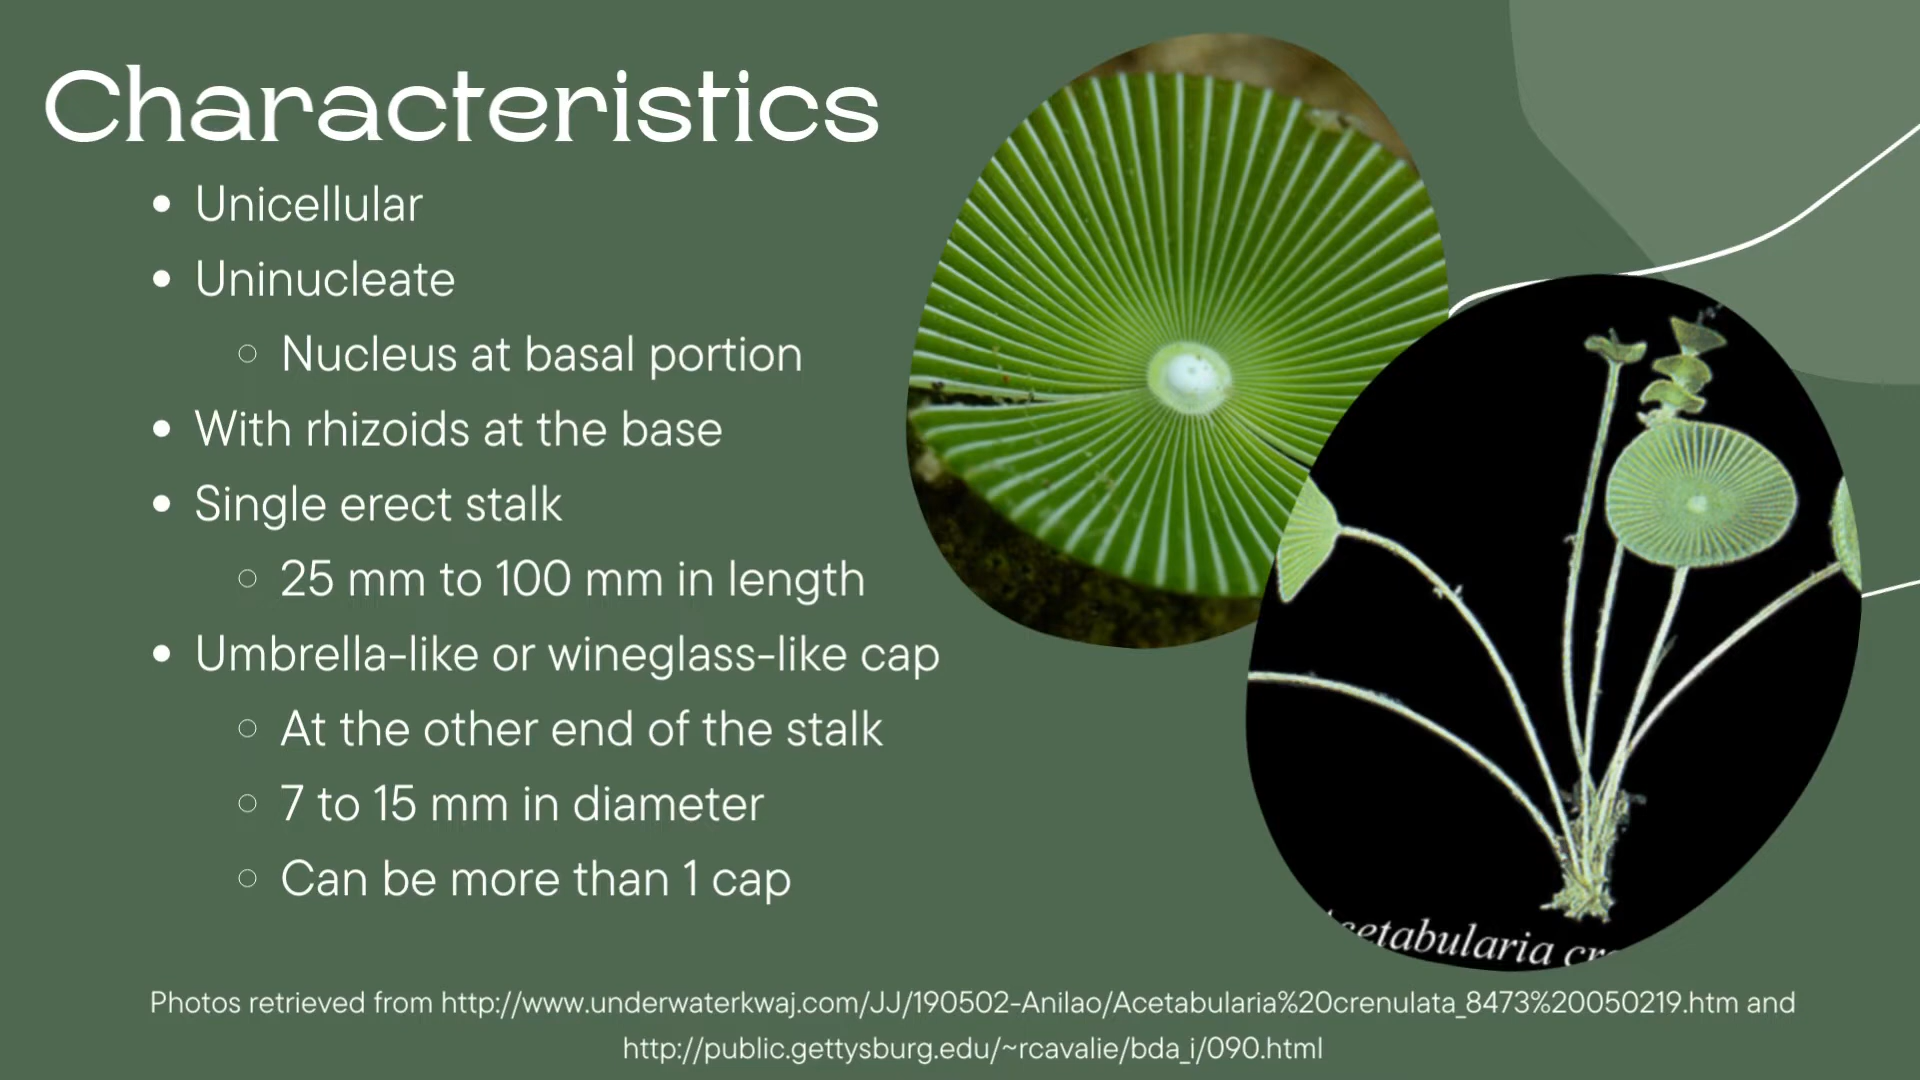 Characteristics
• Unicellular
• Uninucleate
○ Nucleus at basal portion
• With rhizoids at the base
• Single erect stalk
○ 25 mm to 100 mm in length
• Umbrella-like or wineglass-like cap
○ At the other end of the stalk
○ 7 to 15 mm in diameter
○ Can be more than 1 cap
cetabularia cr
Photos retrieved from http://www.underwaterkwaj.com/JJ/190502-Anilao/Acetabularia%20crenulata_8473%20050219.htm and
http://public.gettysburg.edu/~rcavalie/bda_i/090.html